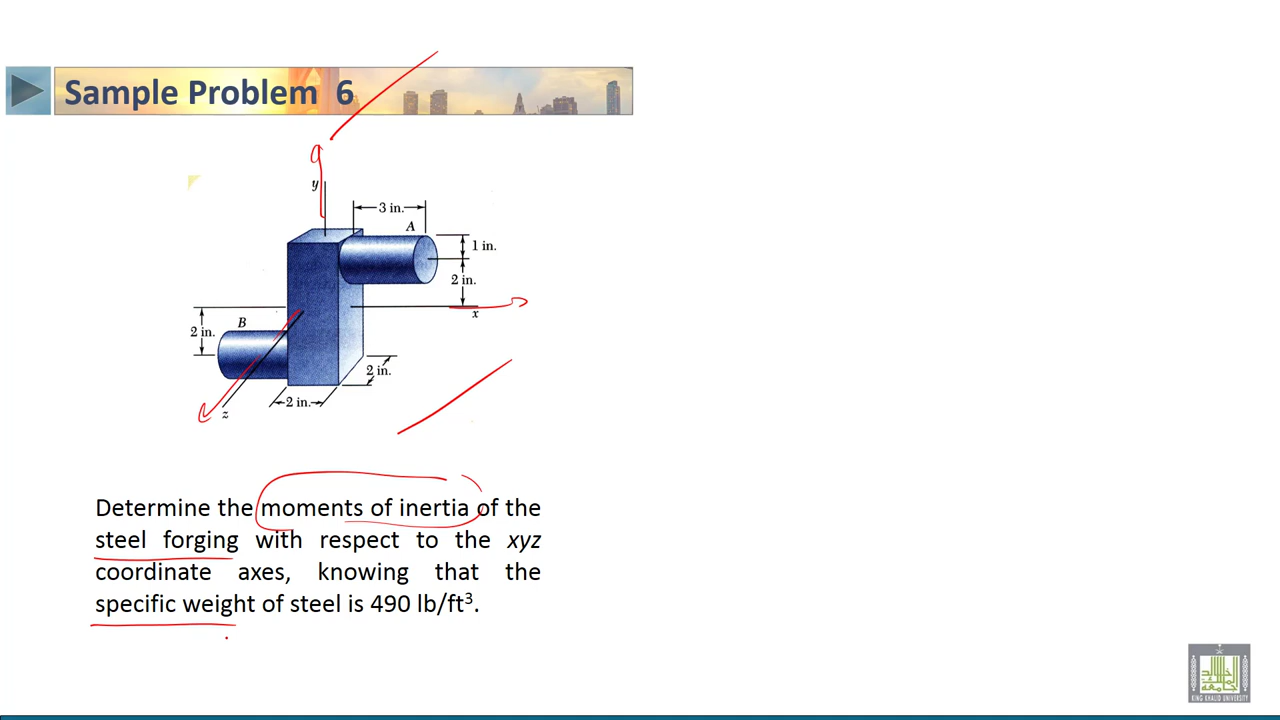 Sample Problem 6
y
3 in.
A
1 in.
2 in.
x
B
2 in.
2 in.
2 in.
z
Determine the moments of inertia of the
steel forging with respect to the xyz
coordinate axes, knowing that the
specific weight of steel is 490 lb/ft³.
KING KHALID UNIVERSITY